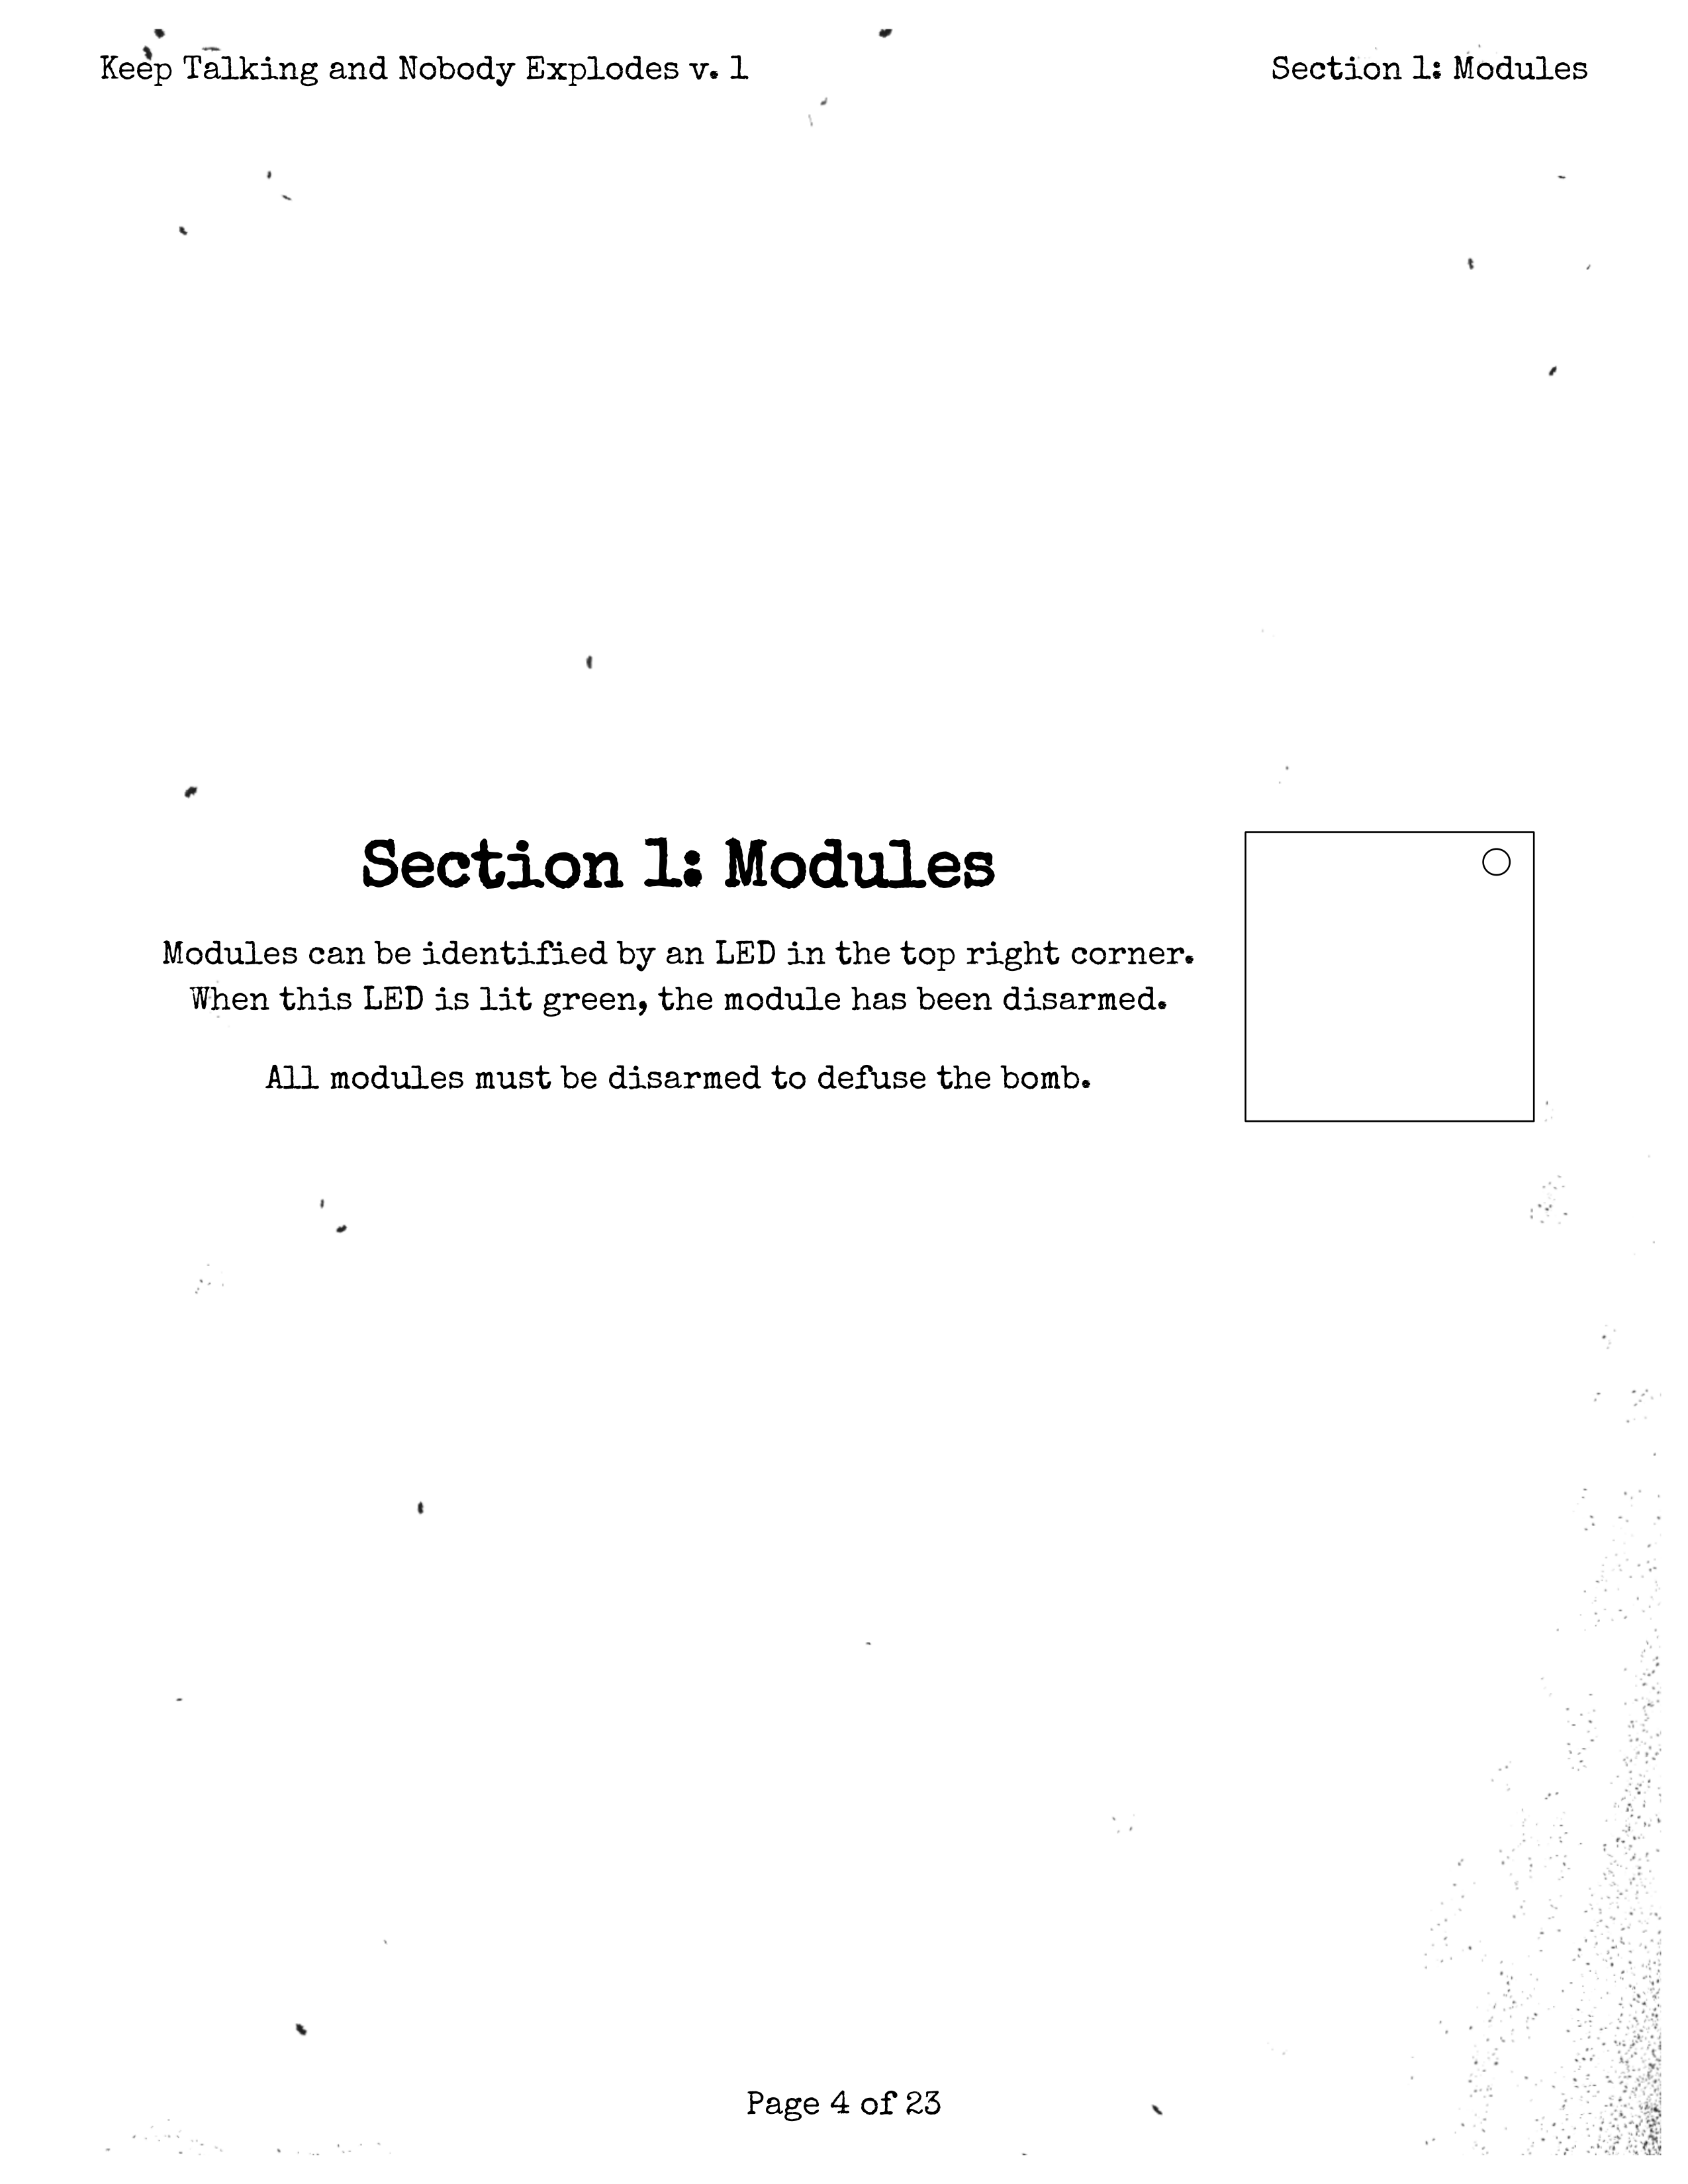 Keep Talking and Nobody Explodes v. 1
Section 1: Modules
Section 1: Modules
Modules can be identified by an LED in the top right corner.
When this LED is lit green, the module has been disarmed.
All modules must be disarmed to defuse the bomb.
Page 4 of 23